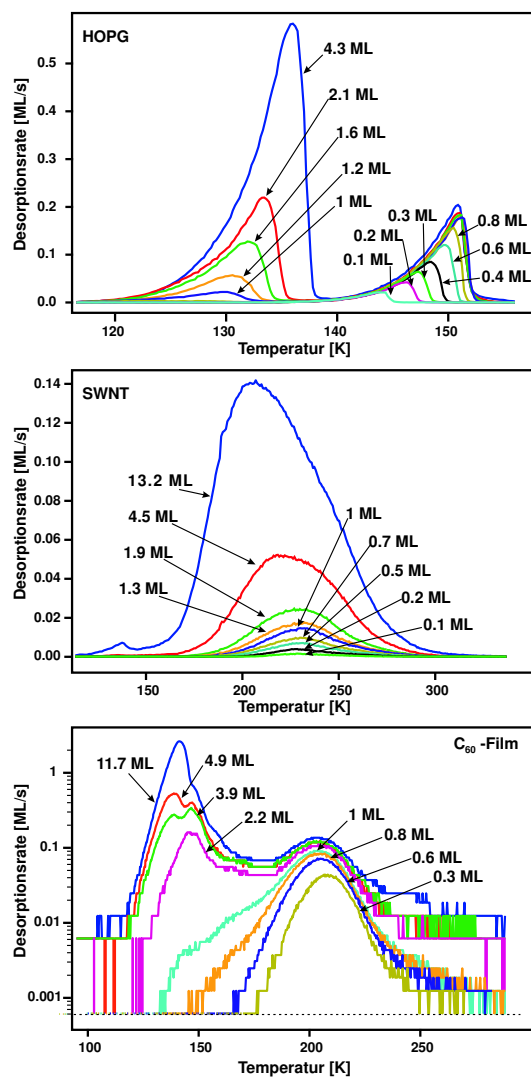 HOPG
4.3 ML
2.1 ML
1.6 ML
1.2 ML
1 ML
0.3 ML
0.2 ML
0.1 ML
0.8 ML
0.6 ML
0.4 ML
0.5
0.4
0.3
0.2
0.1
0.0
Desorptionsrate [ML/s]
120
130
140
150
Temperatur [K]
SWNT
13.2 ML
4.5 ML
1.9 ML
1.3 ML
1 ML
0.7 ML
0.5 ML
0.2 ML
0.1 ML
0.14
0.12
0.10
0.08
0.06
0.04
0.02
0.00
Desorptionsrate [ML/s]
150
200
250
300
Temperatur [K]
C₆₀ -Film
11.7 ML
4.9 ML
3.9 ML
2.2 ML
1 ML
0.8 ML
0.6 ML
0.3 ML
1
0.1
0.01
0.001
Desorptionsrate [ML/s]
100
150
200
250
Temperatur [K]